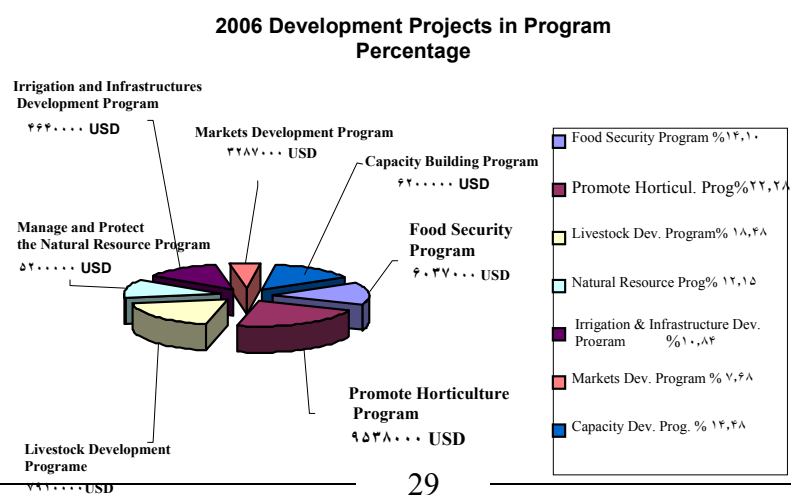 2006 Development Projects in Program
Percentage
Irrigation and Infrastructures
Development Program
۴۶۴۰۰۰۰ USD
Markets Development Program
۳۲۸۷۰۰۰ USD
Capacity Building Program
۶۲۰۰۰۰۰ USD
Manage and Protect
the Natural Resource Program
۵۲۰۰۰۰۰ USD
Food Security
Program
۶۰۳۷۰۰۰ USD
Promote Horticulture
Program
۹۵۳۸۰۰۰ USD
Livestock Development
Programe
۷۹۱۰۰۰۰USD
Food Security Program %۱۴,۱۰
Promote Horticul. Prog%۲۲,۲۸
Livestock Dev. Program% ۱۸,۴۸
Natural Resource Prog% ۱۲,۱۵
Irrigation & Infrastructure Dev.
Program %۱۰,۸۴
Markets Dev. Program % ۷,۶۸
Capacity Dev. Prog. % ۱۴,۴۸
29